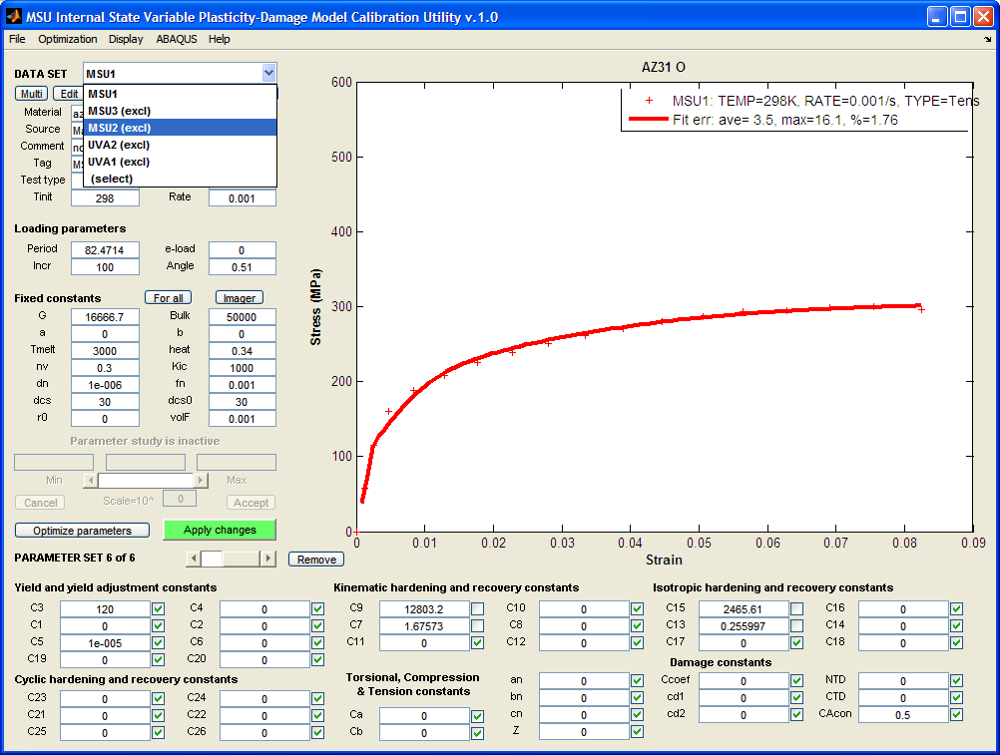 MSU Internal State Variable Plasticity-Damage Model Calibration Utility v.1.0
File Optimization Display ABAQUS Help
DATA SET MSU1
Multi Edit
MSU1
MSU3 (excl)
MSU2 (excl)
UVA2 (excl)
UVA1 (excl)
(select)
Material az
Source Ma
Comment no
Tag MS
Test type
Tinit 298 Rate 0.001
Loading parameters
Period 82.4714 e-load 0
Incr 100 Angle 0.51
Fixed constants For all Imager
G 16666.7 Bulk 50000
a 0 b 0
Tmelt 3000 heat 0.34
nv 0.3 Kic 1000
dn 1e-006 fn 0.001
dcs 30 dcs0 30
r0 0 volF 0.001
Parameter study is inactive
Min Max
Cancel Scale=10^ 0 Accept
Optimize parameters Apply changes
PARAMETER SET 6 of 6 Remove
AZ31 O
MSU1: TEMP=298K, RATE=0.001/s, TYPE=Tens
Fit err: ave= 3.5, max=16.1, %=1.76
Stress (MPa)
600
500
400
300
200
100
0
0 0.01 0.02 0.03 0.04 0.05 0.06 0.07 0.08 0.09
Strain
Yield and yield adjustment constants
C3 120 C4 0
C1 0 C2 0
C5 1e-005 C6 0
C19 0 C20 0
Cyclic hardening and recovery constants
C23 0 C24 0
C21 0 C22 0
C25 0 C26 0
Kinematic hardening and recovery constants
C9 12803.2 C10 0
C7 1.67573 C8 0
C11 0 C12 0
Torsional, Compression
& Tension constants
Ca 0
Cb 0
an 0
bn 0
cn 0
Z 0
Isotropic hardening and recovery constants
C15 2465.61 C16 0
C13 0.255997 C14 0
C17 0 C18 0
Damage constants
Ccoef 0 NTD 0
cd1 0 CTD 0
cd2 0 CAcon 0.5